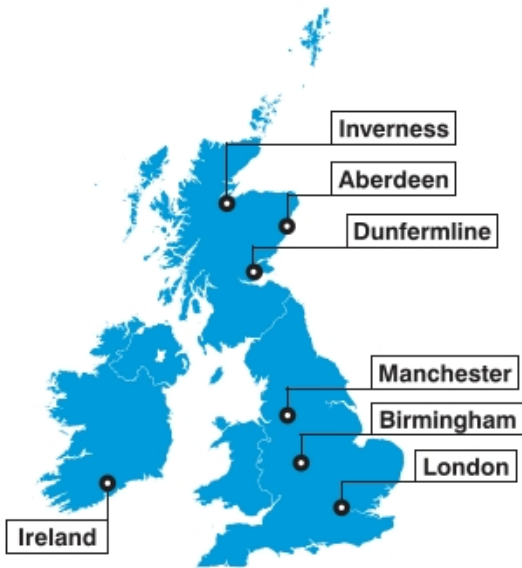 Inverness
Aberdeen
Dunfermline
Manchester
Birmingham
London
Ireland